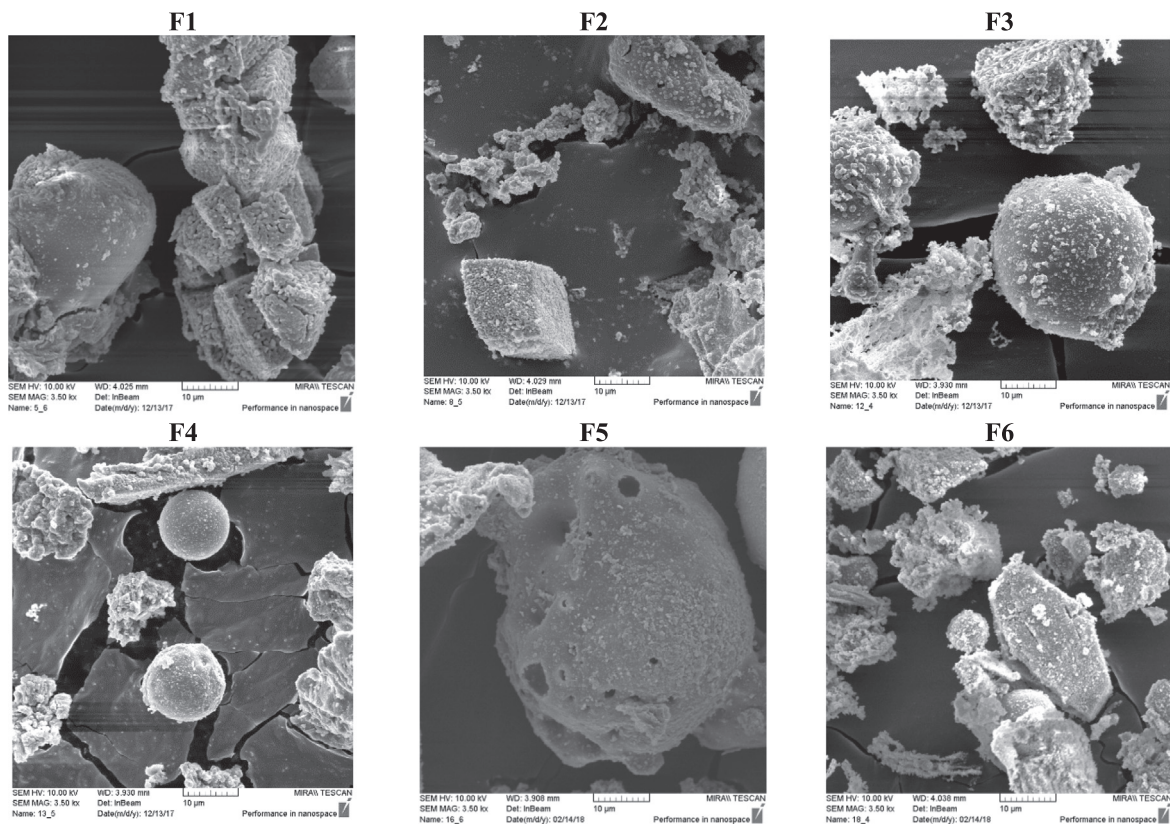 F1
F2
F3
SEM HV: 10.00 kV WD: 4.025 mm
SEM MAG: 3.50 kx Det: InBeam 10 µm MIRA\\ TESCAN
Name: 5_6 Date(m/d/y): 12/13/17 Performance in nanospace
SEM HV: 10.00 kV WD: 4.029 mm
SEM MAG: 3.50 kx Det: InBeam 10 µm MIRA\\ TESCAN
Name: 8_5 Date(m/d/y): 12/13/17 Performance in nanospace
SEM HV: 10.00 kV WD: 3.930 mm
SEM MAG: 3.50 kx Det: InBeam 10 µm MIRA\\ TESCAN
Name: 12_4 Date(m/d/y): 12/13/17 Performance in nanospace
F4
F5
F6
SEM HV: 10.00 kV WD: 3.930 mm
SEM MAG: 3.50 kx Det: InBeam 10 µm MIRA\\ TESCAN
Name: 13_5 Date(m/d/y): 12/13/17 Performance in nanospace
SEM HV: 10.00 kV WD: 3.908 mm
SEM MAG: 3.50 kx Det: InBeam 10 µm MIRA\\ TESCAN
Name: 16_6 Date(m/d/y): 02/14/18 Performance in nanospace
SEM HV: 10.00 kV WD: 4.038 mm
SEM MAG: 3.50 kx Det: InBeam 10 µm MIRA\\ TESCAN
Name: 18_4 Date(m/d/y): 02/14/18 Performance in nanospace